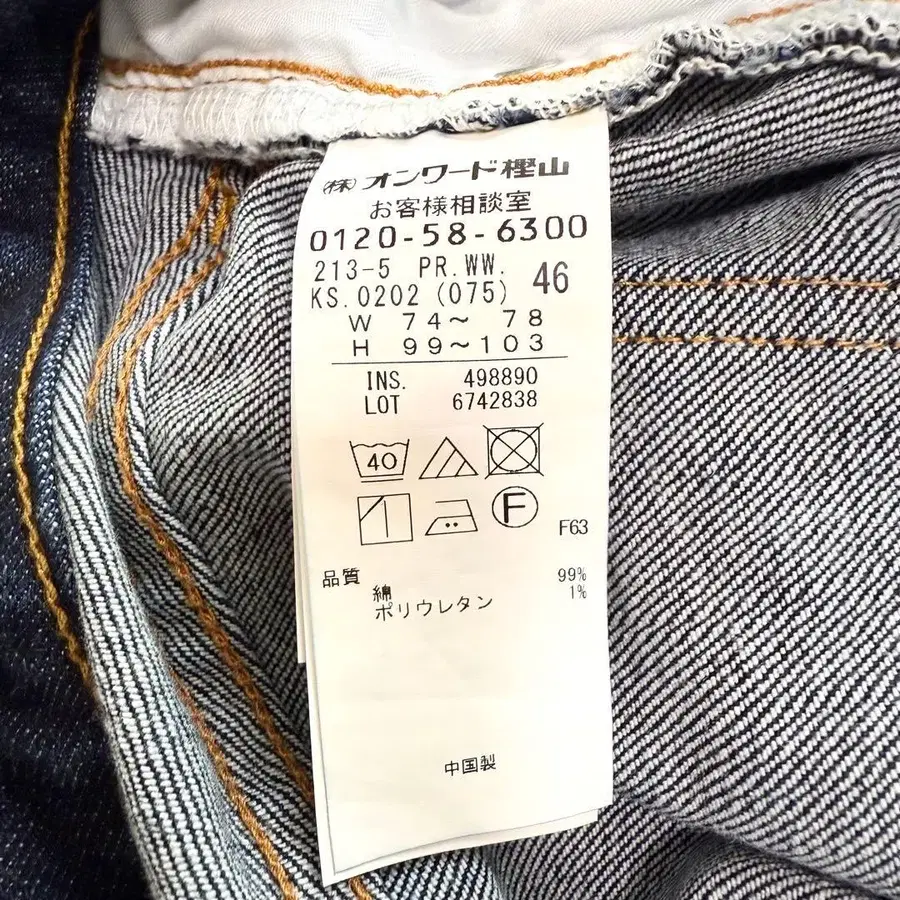 (株)オンワード樫山
お客様相談室
0120-58-6300
213-5 PR.WW.
KS.0202 (075) 46
W 74~ 78
H 99~103
INS. 498890
LOT 6742838
40
F
F63
品質
綿 99%
ポリウレタン 1%
中国製